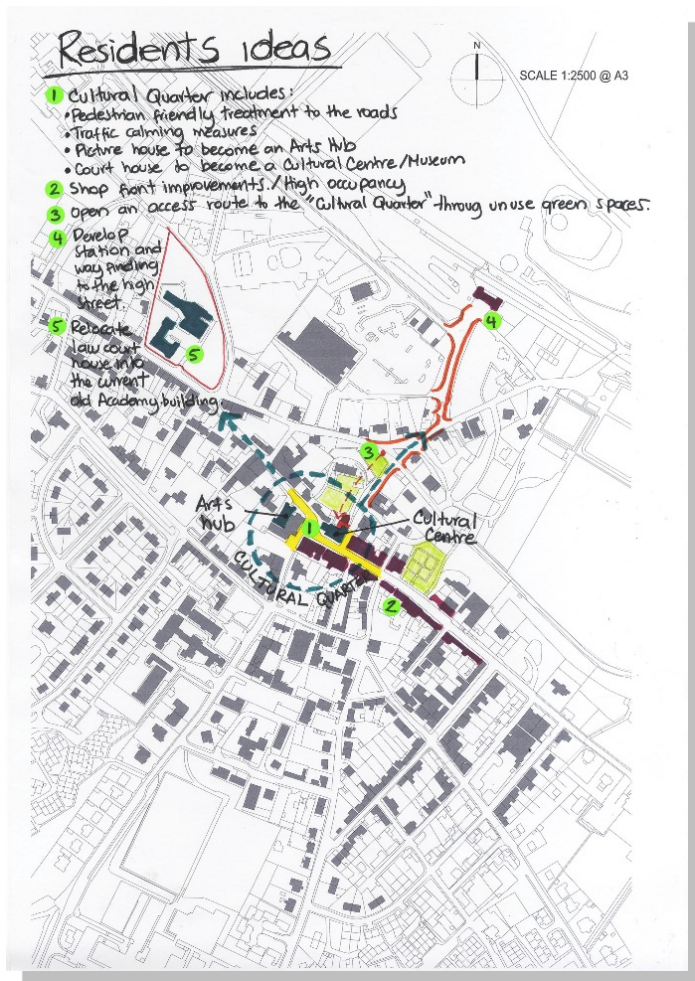 Residents ideas
N
SCALE 1:2500 @ A3
1 Cultural Quarter includes:
•Pedestrian friendly treatment to the roads
•Traffic calming measures
•Picture house to become an Arts Hub
•Court house to become a Cultural Centre/Museum
2 Shop front improvements./High occupancy
3 Open an access route to the "Cultural Quarter" throug unuse green spaces.
4 Develop
station and
way finding
to the high
street.
5 Relocate
law court
house into
the current
old Academy building
4
5
3
Arts
hub
1
Cultural
Centre
CULTURAL QUARTER
2